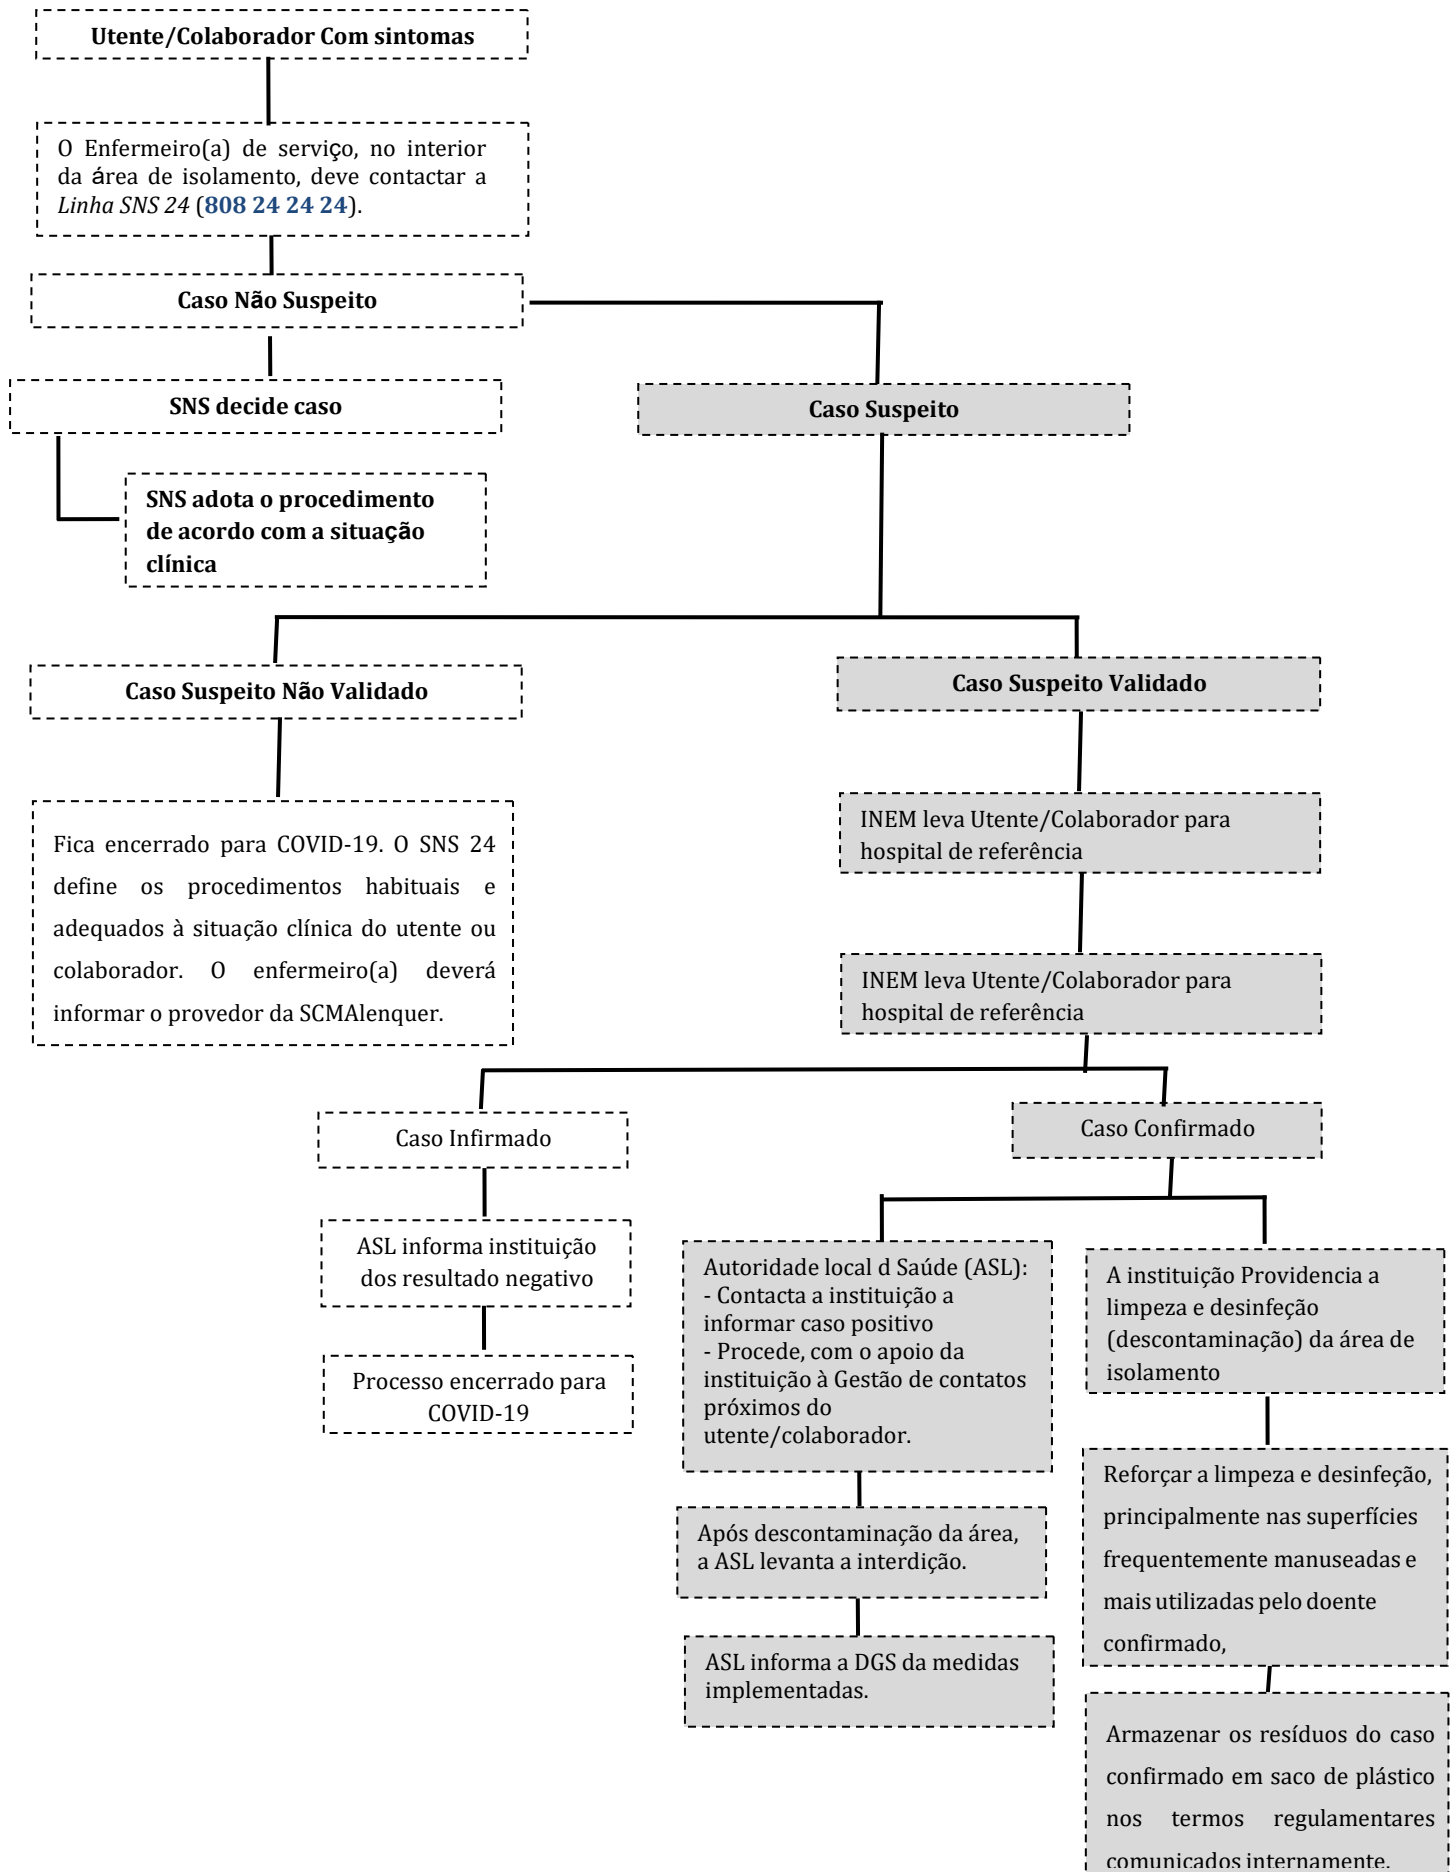 Utente/Colaborador Com sintomas
O Enfermeiro(a) de serviço, no interior
da área de isolamento, deve contactar a
Linha SNS 24 (808 24 24 24).
Caso Não Suspeito
SNS decide caso
Caso Suspeito
SNS adota o procedimento
de acordo com a situação
clínica
Caso Suspeito Não Validado
Caso Suspeito Validado
Fica encerrado para COVID-19. O SNS 24
define os procedimentos habituais e
adequados à situação clínica do utente ou
colaborador. O enfermeiro(a) deverá
informar o provedor da SCMAlenquer.
INEM leva Utente/Colaborador para
hospital de referência
INEM leva Utente/Colaborador para
hospital de referência
Caso Infirmado
Caso Confirmado
ASL informa instituição
dos resultado negativo
Processo encerrado para
COVID-19
Autoridade local d Saúde (ASL):
- Contacta a instituição a
informar caso positivo
- Procede, com o apoio da
instituição à Gestão de contatos
próximos do
utente/colaborador.
A instituição Providencia a
limpeza e desinfeção
(descontaminação) da área de
isolamento
Após descontaminação da área,
a ASL levanta a interdição.
ASL informa a DGS da medidas
implementadas.
Reforçar a limpeza e desinfeção,
principalmente nas superfícies
frequentemente manuseadas e
mais utilizadas pelo doente
confirmado,
Armazenar os resíduos do caso
confirmado em saco de plástico
nos termos regulamentares
comunicados internamente.